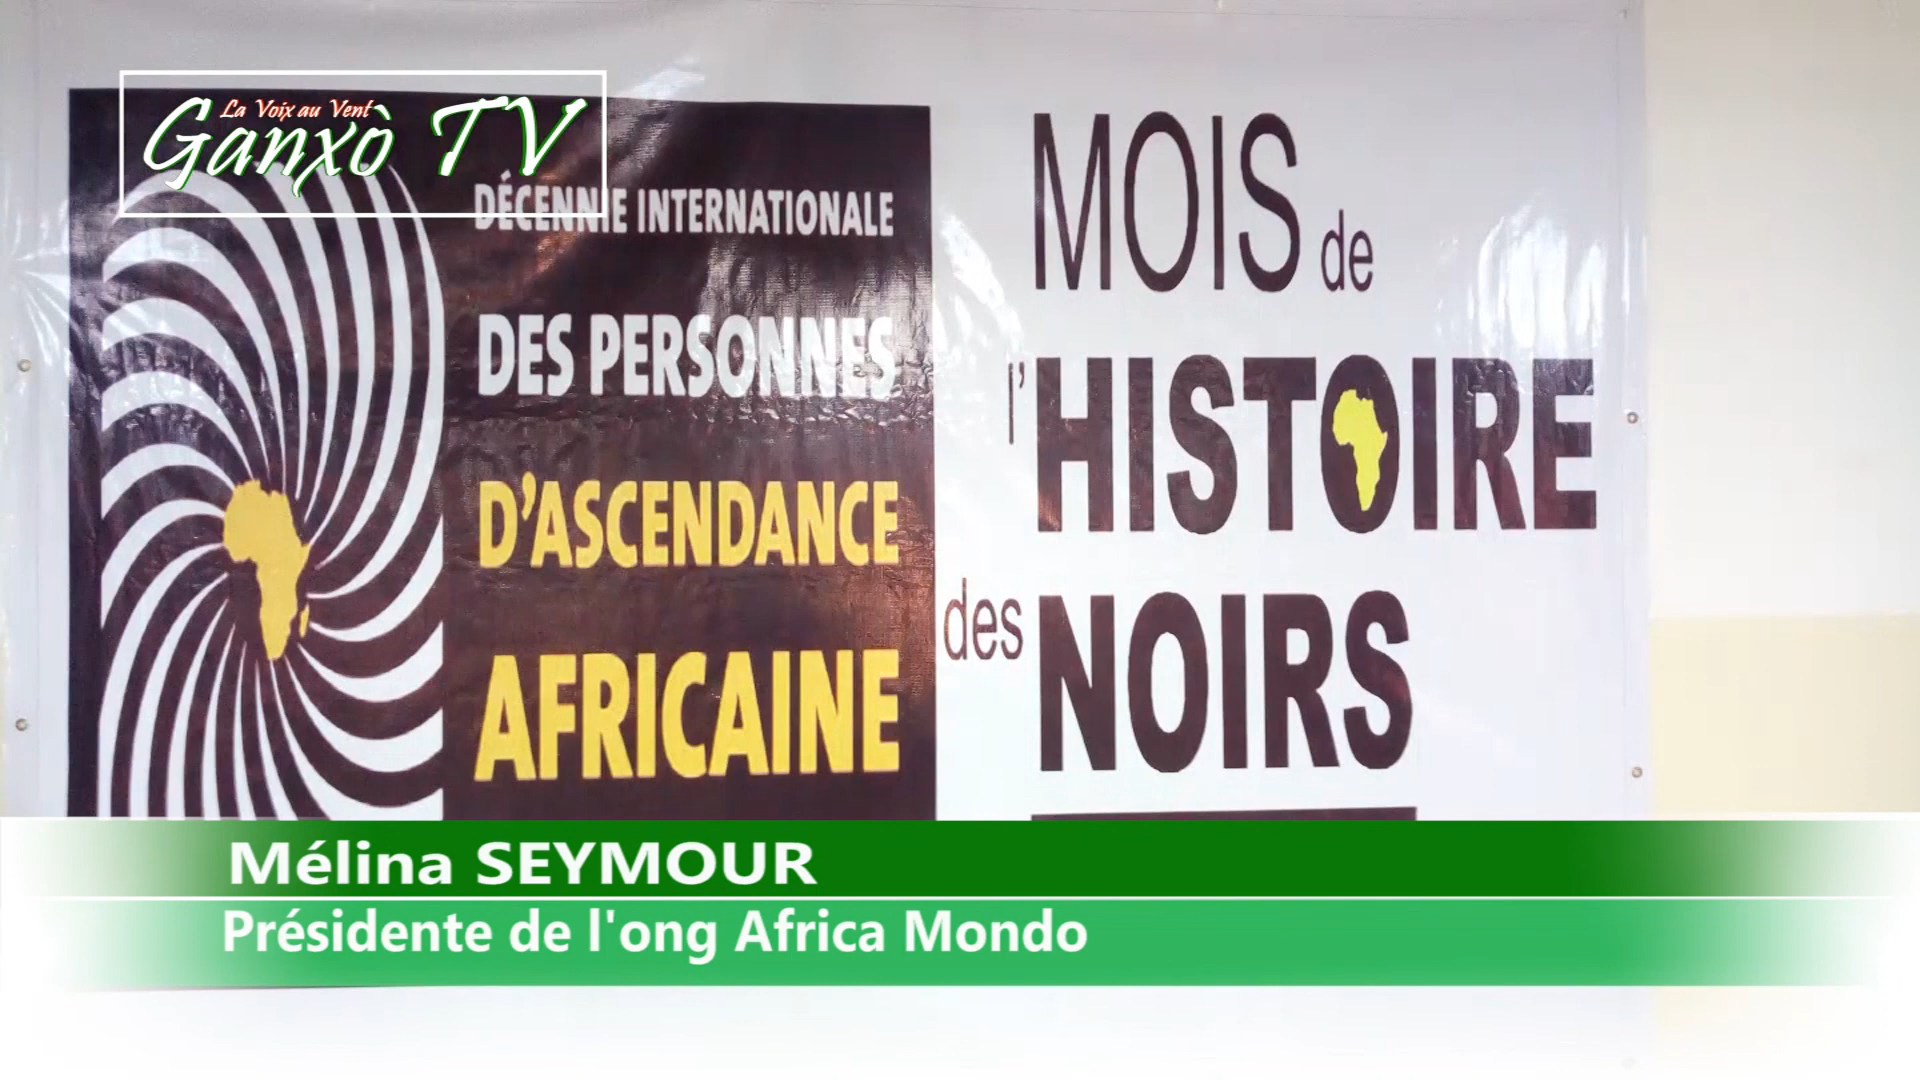 La Voix au Vent
Ganxò TV
DÉCENNIE INTERNATIONALE
DES PERSONNES
D'ASCENDANCE
AFRICAINE
MOIS de
l'HISTOIRE
des NOIRS
Mélina SEYMOUR
Présidente de l'ong Africa Mondo